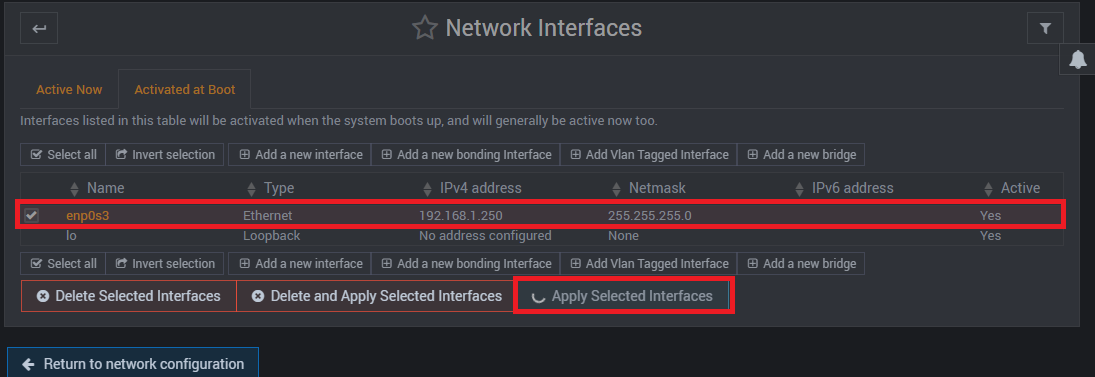 Network Interfaces
Active Now Activated at Boot
Interfaces listed in this table will be activated when the system boots up, and will generally be active now too.
Select all Invert selection Add a new interface Add a new bonding Interface Add Vlan Tagged Interface Add a new bridge
Name Type IPv4 address Netmask IPv6 address Active
enp0s3 Ethernet 192.168.1.250 255.255.255.0 Yes
lo Loopback No address configured None Yes
Select all Invert selection Add a new interface Add a new bonding Interface Add Vlan Tagged Interface Add a new bridge
Delete Selected Interfaces Delete and Apply Selected Interfaces Apply Selected Interfaces
Return to network configuration